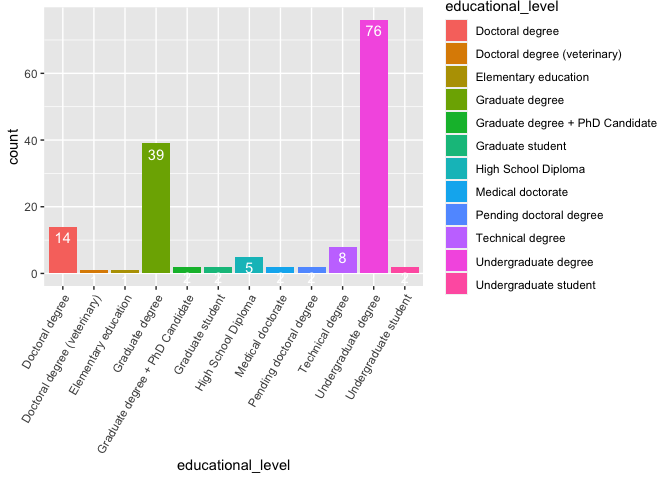 educational_level
Doctoral degree
Doctoral degree (veterinary)
Elementary education
Graduate degree
Graduate degree + PhD Candidate
Graduate student
High School Diploma
Medical doctorate
Pending doctoral degree
Technical degree
Undergraduate degree
Undergraduate student
count
60
40
20
0
14
39
5
8
76
Doctoral degree
Doctoral degree (veterinary)
Elementary education
Graduate degree
Graduate degree + PhD Candidate
Graduate student
High School Diploma
Medical doctorate
Pending doctoral degree
Technical degree
Undergraduate degree
Undergraduate student
educational_level